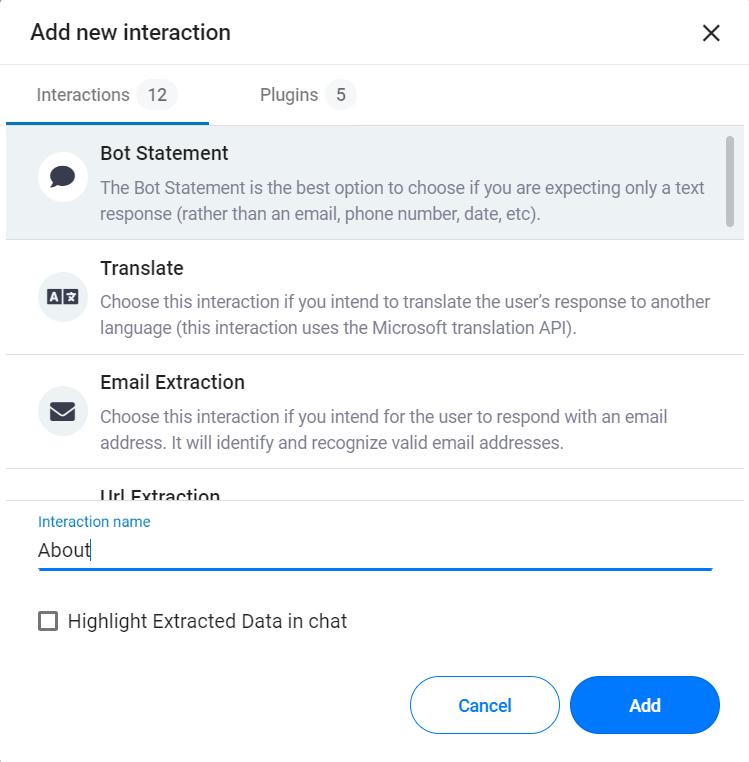 Add new interaction
Interactions 12 Plugins 5
Bot Statement
The Bot Statement is the best option to choose if you are expecting only a text
response (rather than an email, phone number, date, etc).
Translate
Choose this interaction if you intend to translate the user’s response to another
language (this interaction uses the Microsoft translation API).
Email Extraction
Choose this interaction if you intend for the user to respond with an email
address. It will identify and recognize valid email addresses.
Url Extraction
Interaction name
About
Highlight Extracted Data in chat
Cancel Add